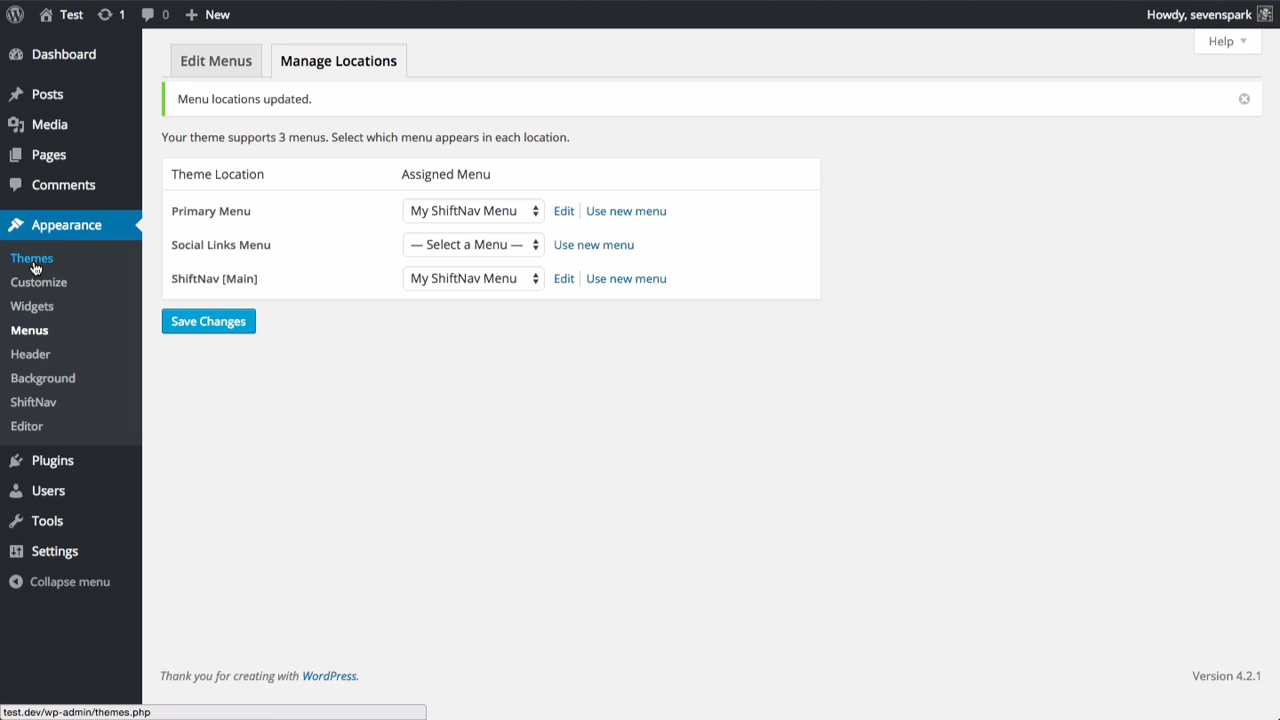 Test
1
0
New
Howdy, sevenspark
Dashboard
Posts
Media
Pages
Comments
Appearance
Themes
Customize
Widgets
Menus
Header
Background
ShiftNav
Editor
Plugins
Users
Tools
Settings
Collapse menu
Help
Edit Menus
Manage Locations
Menu locations updated.
Your theme supports 3 menus. Select which menu appears in each location.
Theme Location Assigned Menu
Primary Menu My ShiftNav Menu Edit Use new menu
Social Links Menu — Select a Menu — Use new menu
ShiftNav [Main] My ShiftNav Menu Edit Use new menu
Save Changes
Thank you for creating with WordPress.
Version 4.2.1
test.dev/wp-admin/themes.php